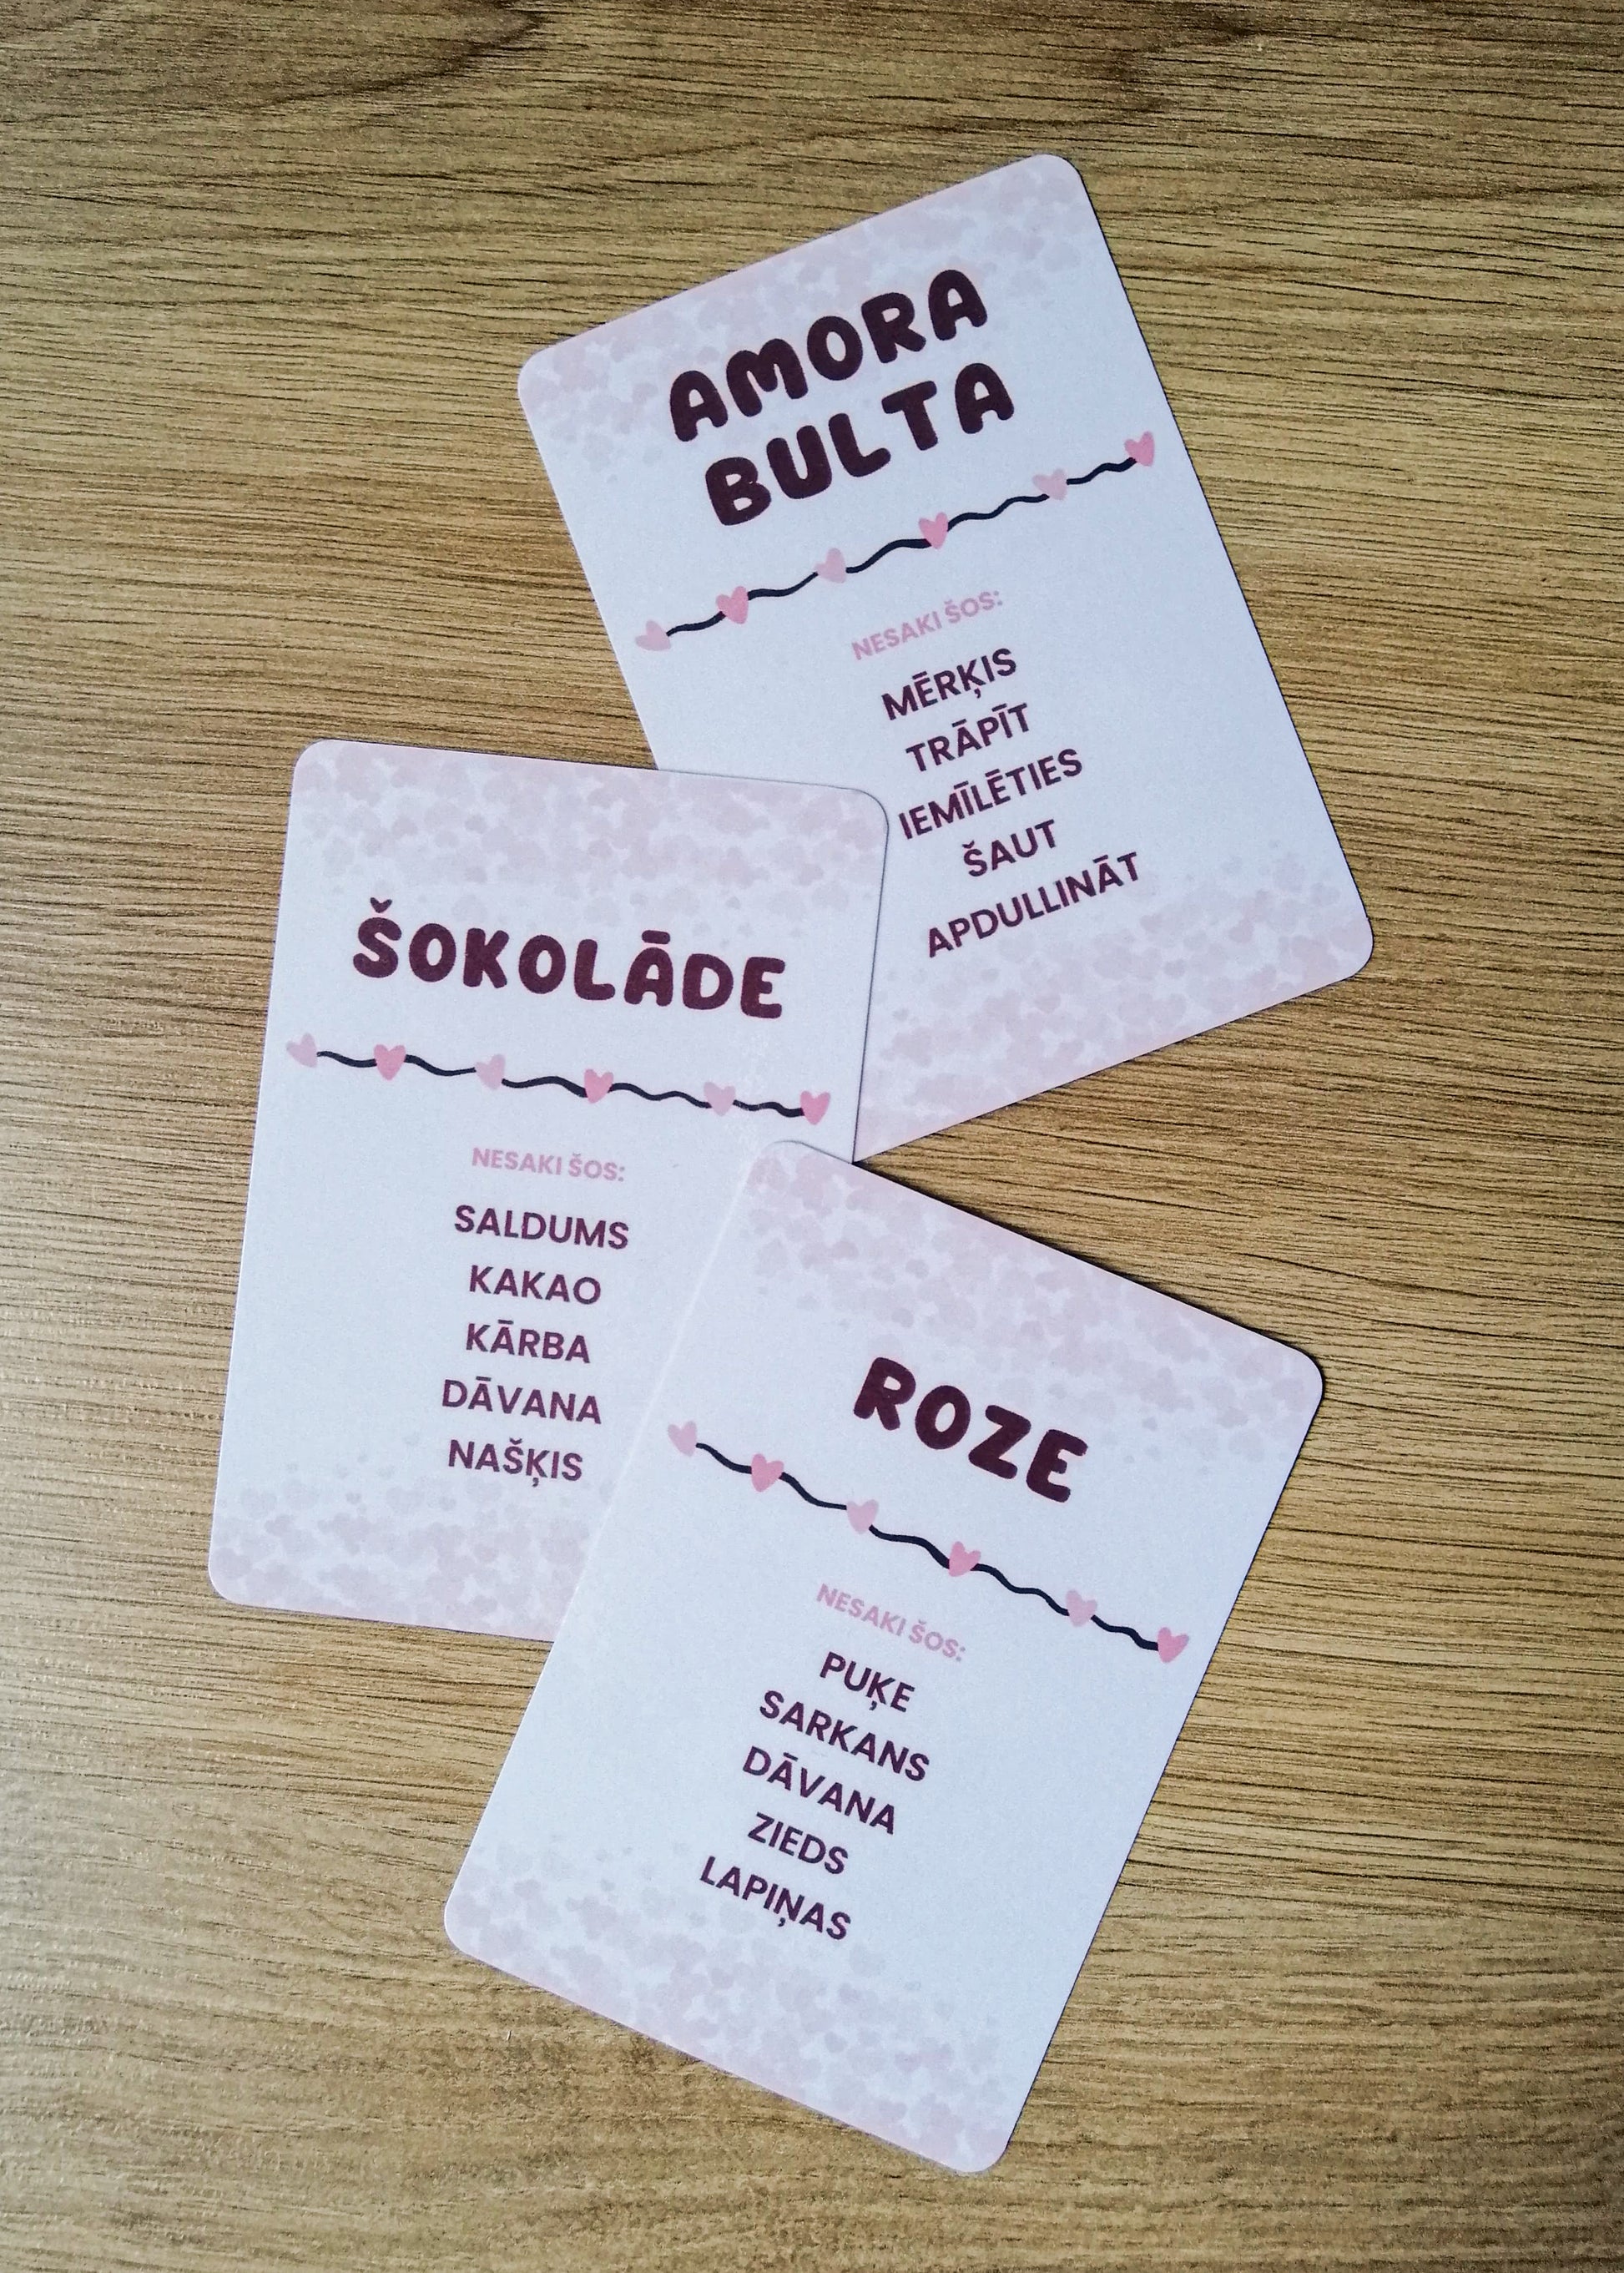 AMORA
BULTA
NESAKI ŠOS:
MĒRĶIS
TRĀPĪT
IEMĪLĒTIES
ŠAUT
APDULLINĀT
ŠOKOLĀDE
NESAKI ŠOS:
SALDUMS
KAKAO
KĀRBA
DĀVANA
NAŠĶIS
ROZE
NESAKI ŠOS:
PUĶE
SARKANS
DĀVANA
ZIEDS
LAPIŅAS